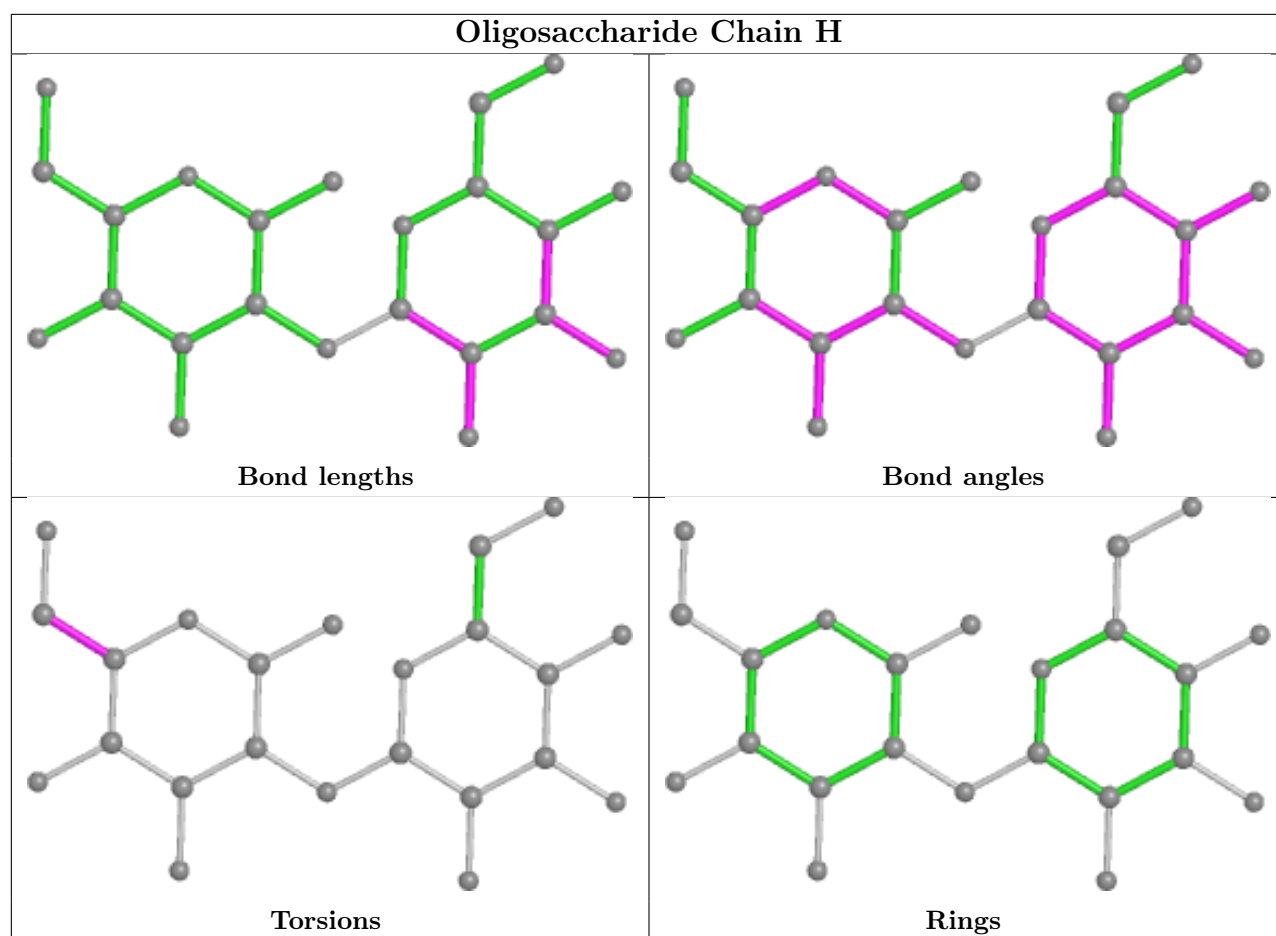 Oligosaccharide Chain H
Bond lengths
Bond angles
Torsions
Rings